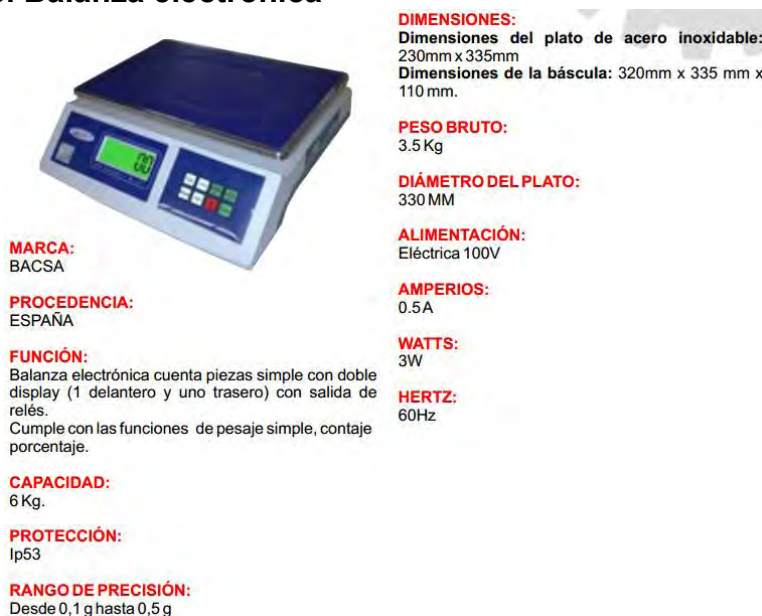 Balanza electrónica
MARCA:
BACSA
PROCEDENCIA:
ESPAÑA
FUNCIÓN:
Balanza electrónica cuenta piezas simple con doble
display (1 delantero y uno trasero) con salida de
relés.
Cumple con las funciones de pesaje simple, contaje
porcentaje.
CAPACIDAD:
6 Kg.
PROTECCIÓN:
Ip53
RANGO DE PRECISIÓN:
Desde 0,1 g hasta 0,5 g
DIMENSIONES:
Dimensiones del plato de acero inoxidable:
230mm x 335mm
Dimensiones de la báscula: 320mm x 335 mm x
110 mm.
PESO BRUTO:
3.5 Kg
DIÁMETRO DEL PLATO:
330 MM
ALIMENTACIÓN:
Eléctrica 100V
AMPERIOS:
0.5 A
WATTS:
3W
HERTZ:
60Hz